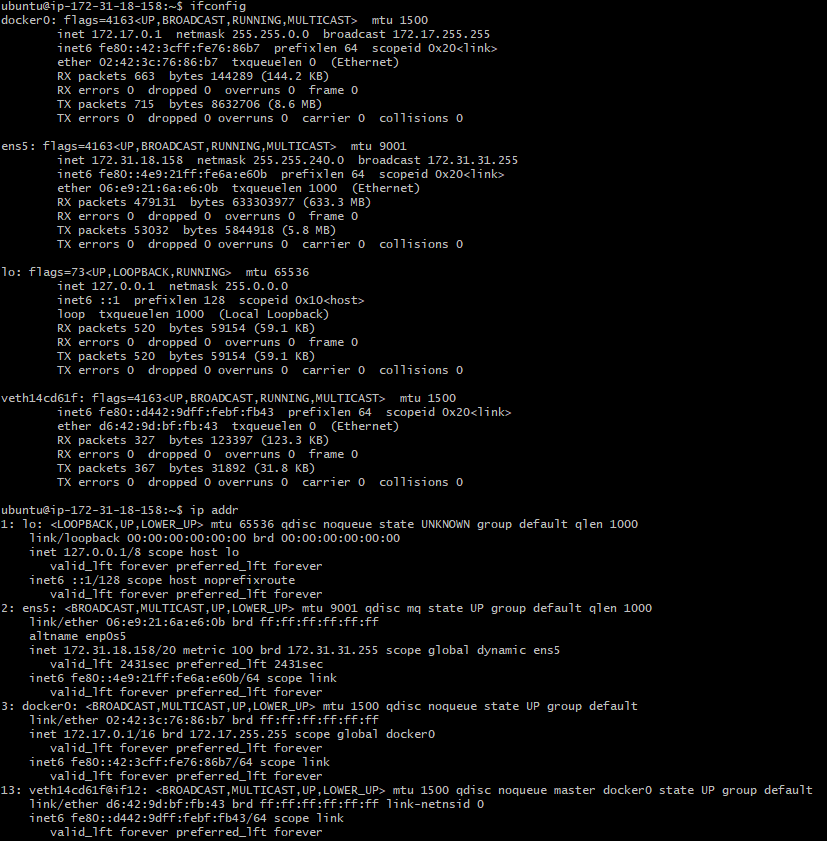 ubuntu@ip-172-31-18-158:~$ ifconfig
docker0: flags=4163<UP,BROADCAST,RUNNING,MULTICAST>  mtu 1500
        inet 172.17.0.1  netmask 255.255.0.0  broadcast 172.17.255.255
        inet6 fe80::42:3cff:fe76:86b7  prefixlen 64  scopeid 0x20<link>
        ether 02:42:3c:76:86:b7  txqueuelen 0  (Ethernet)
        RX packets 663  bytes 144289 (144.2 KB)
        RX errors 0  dropped 0  overruns 0  frame 0
        TX packets 715  bytes 8632706 (8.6 MB)
        TX errors 0  dropped 0 overruns 0  carrier 0  collisions 0

ens5: flags=4163<UP,BROADCAST,RUNNING,MULTICAST>  mtu 9001
        inet 172.31.18.158  netmask 255.255.240.0  broadcast 172.31.31.255
        inet6 fe80::4e9:21ff:fe6a:e60b  prefixlen 64  scopeid 0x20<link>
        ether 06:e9:21:6a:e6:0b  txqueuelen 1000  (Ethernet)
        RX packets 479131  bytes 633303977 (633.3 MB)
        RX errors 0  dropped 0  overruns 0  frame 0
        TX packets 53032  bytes 5844918 (5.8 MB)
        TX errors 0  dropped 0 overruns 0  carrier 0  collisions 0

lo: flags=73<UP,LOOPBACK,RUNNING>  mtu 65536
        inet 127.0.0.1  netmask 255.0.0.0
        inet6 ::1  prefixlen 128  scopeid 0x10<host>
        loop  txqueuelen 1000  (Local Loopback)
        RX packets 520  bytes 59154 (59.1 KB)
        RX errors 0  dropped 0  overruns 0  frame 0
        TX packets 520  bytes 59154 (59.1 KB)
        TX errors 0  dropped 0 overruns 0  carrier 0  collisions 0

veth14cd61f: flags=4163<UP,BROADCAST,RUNNING,MULTICAST>  mtu 1500
        inet6 fe80::d442:9dff:febf:fb43  prefixlen 64  scopeid 0x20<link>
        ether d6:42:9d:bf:fb:43  txqueuelen 0  (Ethernet)
        RX packets 327  bytes 123397 (123.3 KB)
        RX errors 0  dropped 0  overruns 0  frame 0
        TX packets 367  bytes 31892 (31.8 KB)
        TX errors 0  dropped 0 overruns 0  carrier 0  collisions 0

ubuntu@ip-172-31-18-158:~$ ip addr
1: lo: <LOOPBACK,UP,LOWER_UP> mtu 65536 qdisc noqueue state UNKNOWN group default qlen 1000
    link/loopback 00:00:00:00:00:00 brd 00:00:00:00:00:00
    inet 127.0.0.1/8 scope host lo
       valid_lft forever preferred_lft forever
    inet6 ::1/128 scope host noprefixroute
       valid_lft forever preferred_lft forever
2: ens5: <BROADCAST,MULTICAST,UP,LOWER_UP> mtu 9001 qdisc mq state UP group default qlen 1000
    link/ether 06:e9:21:6a:e6:0b brd ff:ff:ff:ff:ff:ff
    altname enp0s5
    inet 172.31.18.158/20 metric 100 brd 172.31.31.255 scope global dynamic ens5
       valid_lft 2431sec preferred_lft 2431sec
    inet6 fe80::4e9:21ff:fe6a:e60b/64 scope link
       valid_lft forever preferred_lft forever
3: docker0: <BROADCAST,MULTICAST,UP,LOWER_UP> mtu 1500 qdisc noqueue state UP group default
    link/ether 02:42:3c:76:86:b7 brd ff:ff:ff:ff:ff:ff
    inet 172.17.0.1/16 brd 172.17.255.255 scope global docker0
       valid_lft forever preferred_lft forever
    inet6 fe80::42:3cff:fe76:86b7/64 scope link
       valid_lft forever preferred_lft forever
13: veth14cd61f@if12: <BROADCAST,MULTICAST,UP,LOWER_UP> mtu 1500 qdisc noqueue master docker0 state UP group default
    link/ether d6:42:9d:bf:fb:43 brd ff:ff:ff:ff:ff:ff link-netnsid 0
    inet6 fe80::d442:9dff:febf:fb43/64 scope link
       valid_lft forever preferred_lft forever